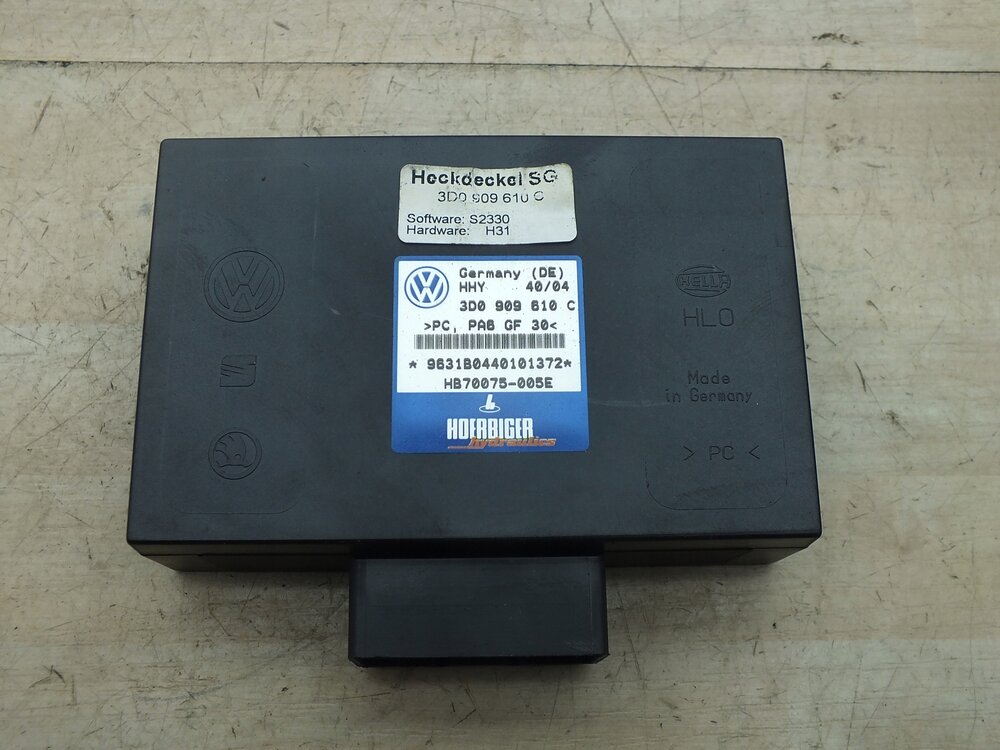 Heckdeckel SG
3D0 909 610 C
Software: S2330
Hardware: H31
Germany (DE)
HHY 40/04
3D0 909 610 C
>PC, PA6 GF 30<
* 9631B0440101372*
HB70075-005E
HOERBIGER
hydraulics
HELLA
HLO
Made
in Germany
> PC <